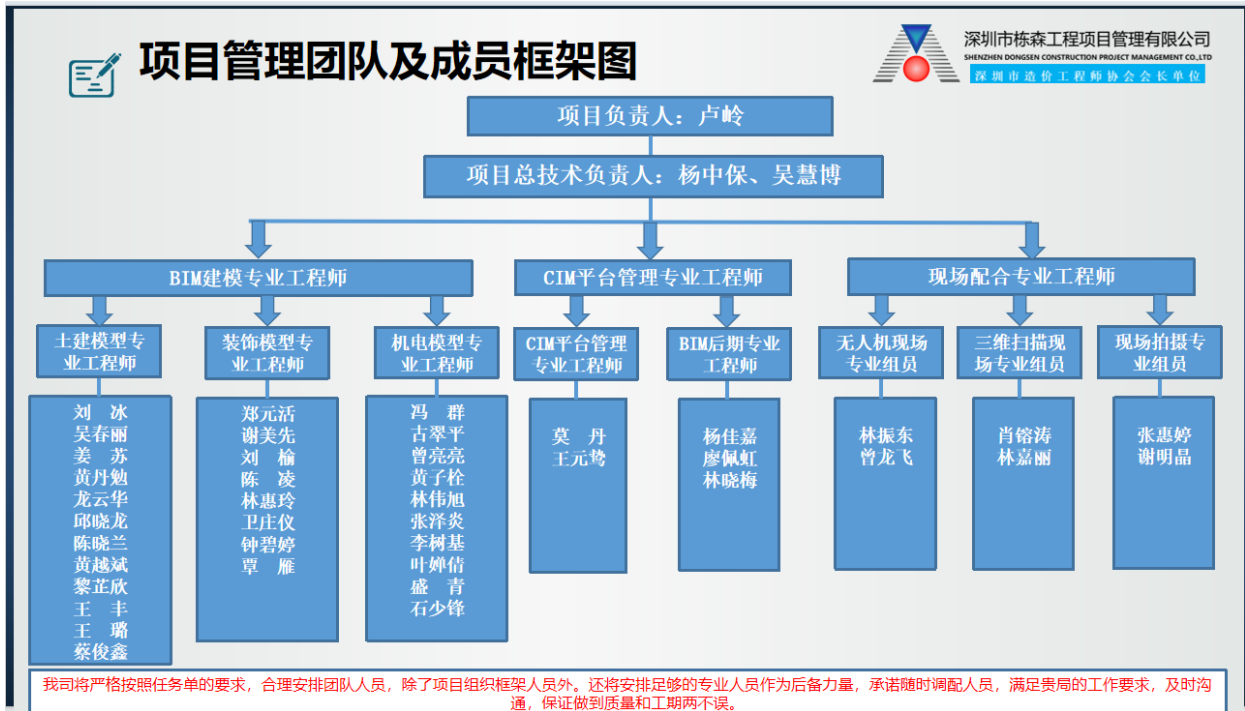 项目管理团队及成员框架图
深圳市栋森工程项目管理有限公司
SHENZHEN DONGSEN CONSTRUCTION PROJECT MANAGEMENT CO.,LTD
深圳市造价工程师协会会长单位
项目负责人：卢岭
项目总技术负责人：杨中保、吴慧博
BIM建模专业工程师
CIM平台管理专业工程师
现场配合专业工程师
土建模型专
业工程师
装饰模型专
业工程师
机电模型专
业工程师
CIM平台管理
专业工程师
BIM后期专业
工程师
无人机现场
专业组员
三维扫描现
场专业组员
现场拍摄专
业组员
刘 冰
吴春丽
姜 苏
黄丹勉
龙云华
邱晓龙
陈晓兰
黄越斌
黎芷欣
王 丰
王 璐
蔡俊鑫
郑元活
谢美先
刘 榆
陈 凌
林惠玲
卫庄仪
钟碧婷
覃 雁
冯 群
古翠平
曾亮亮
黄子栓
林伟旭
张泽炎
李树基
叶婵倩
盛 青
石少锋
莫 丹
王元鸷
杨佳嘉
廖佩虹
林晓梅
林振东
曾龙飞
肖镕涛
林嘉丽
张惠婷
谢明晶
我司将严格按照任务单的要求，合理安排团队人员，除了项目组织框架人员外。还将安排足够的专业人员作为后备力量，承诺随时调配人员，满足贵局的工作要求，及时沟
通，保证做到质量和工期两不误。